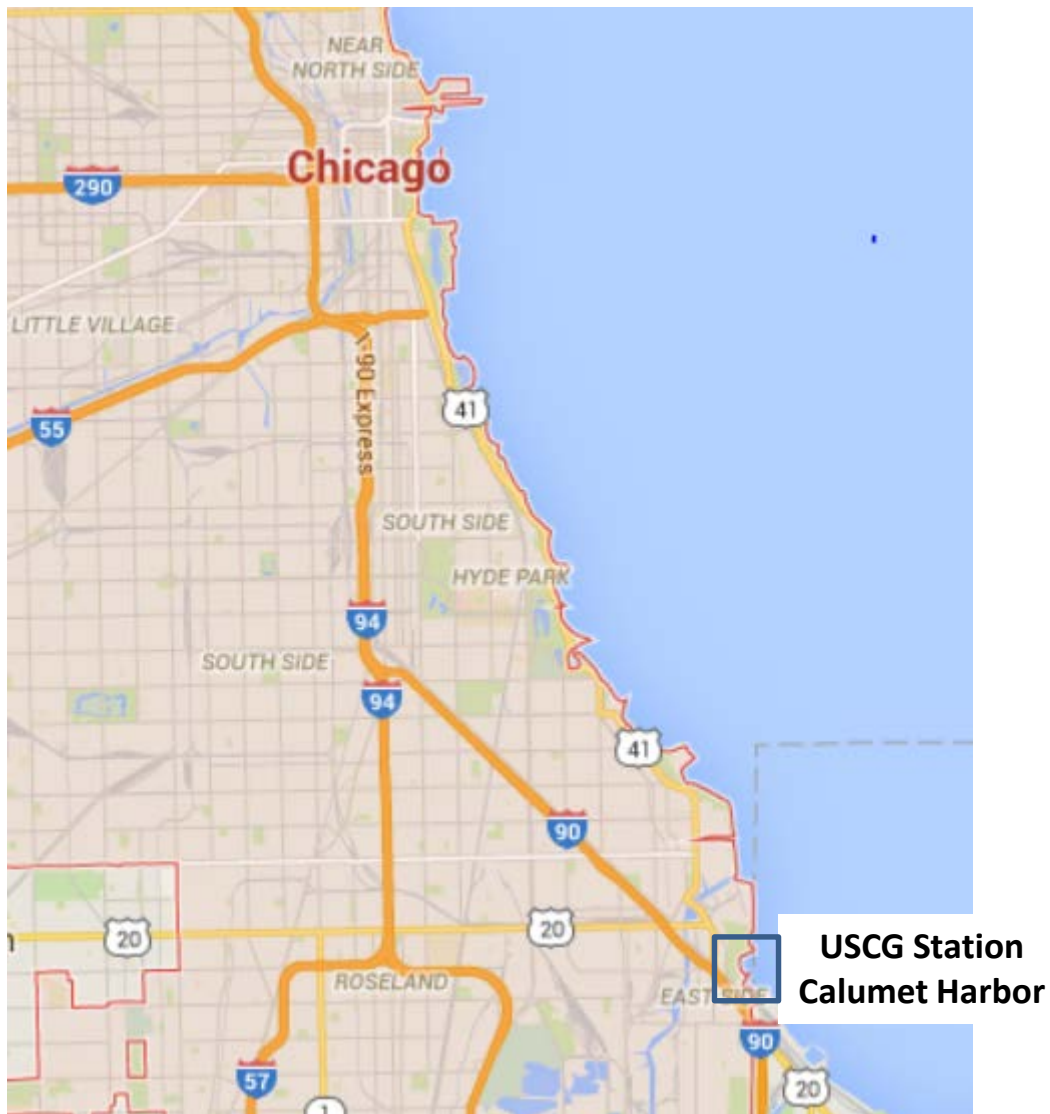 NEAR
NORTH SIDE
Chicago
290
LITTLE VILLAGE
90 Express
41
55
SOUTH SIDE
HYDE PARK
94
SOUTH SIDE
94
41
90
20
20
USCG Station
Calumet Harbor
ROSELAND
EAST SIDE
90
57
20
1